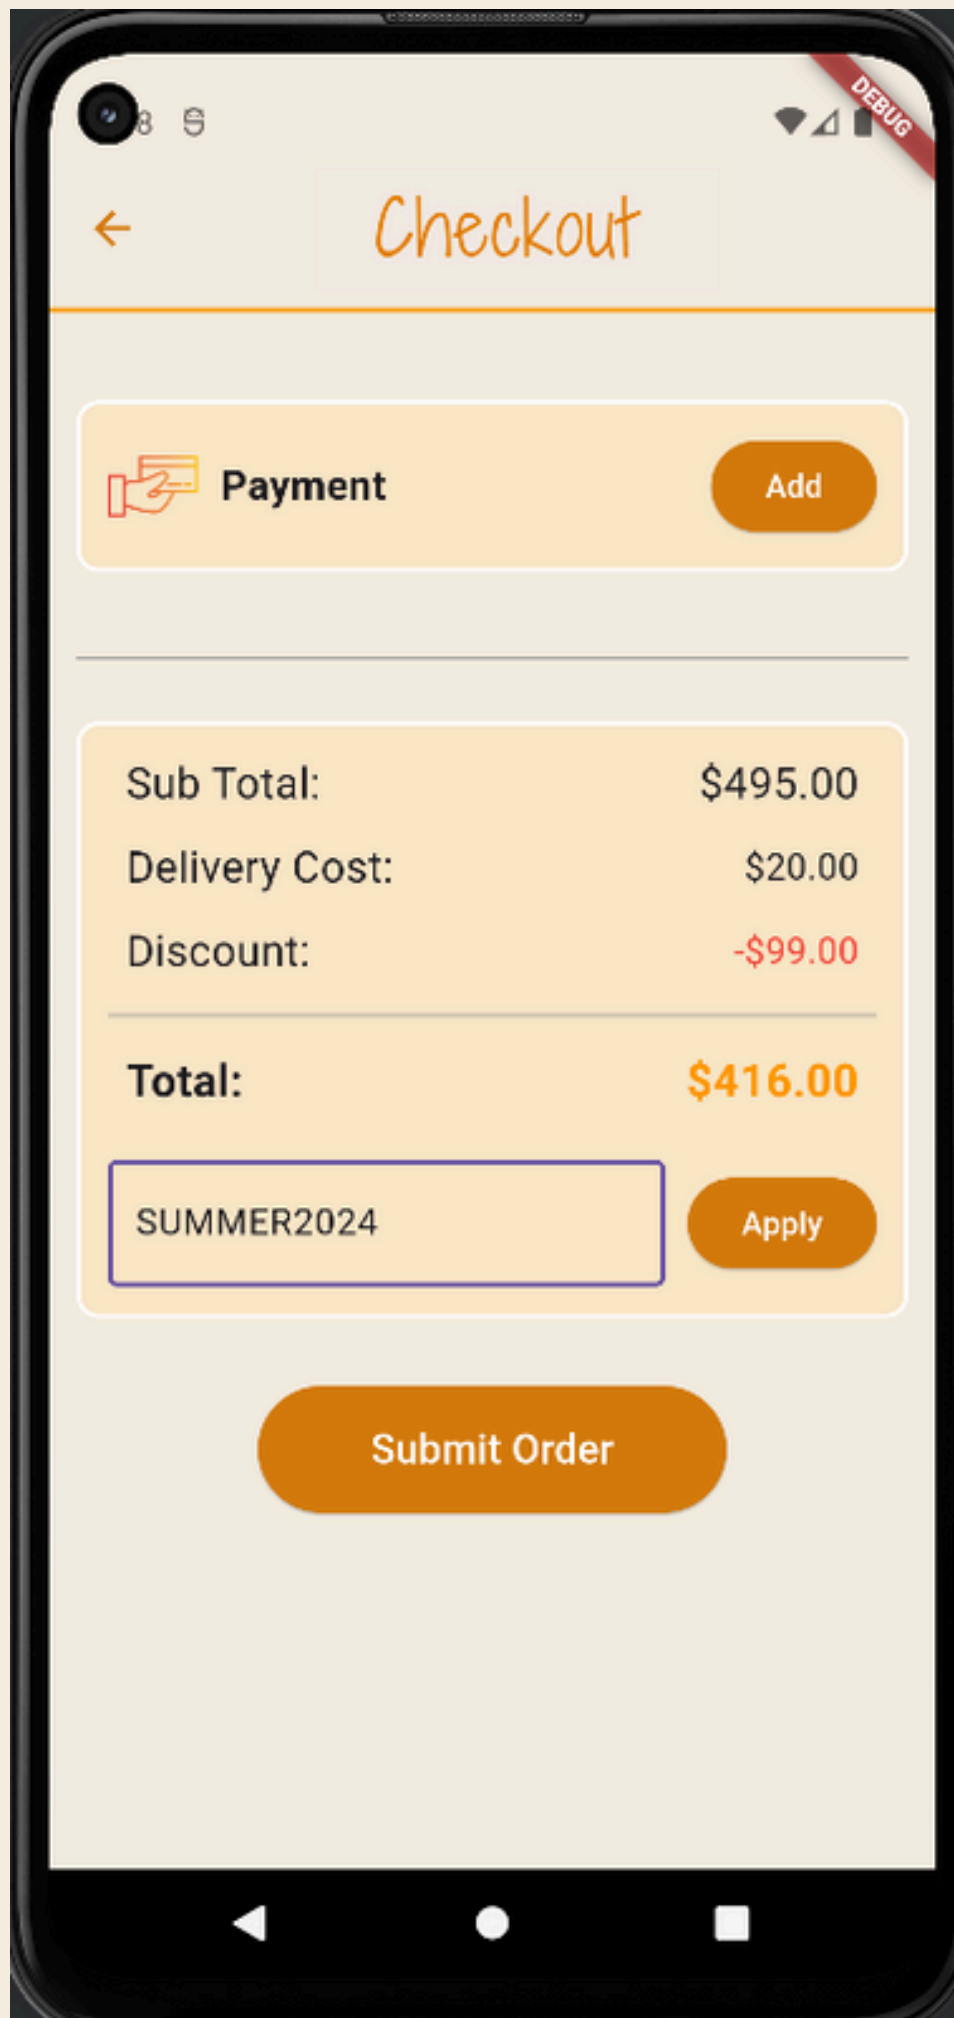 8
DEBUG
Checkout
Payment
Add
Sub Total: $495.00
Delivery Cost: $20.00
Discount: -$99.00
Total: $416.00
SUMMER2024
Apply
Submit Order